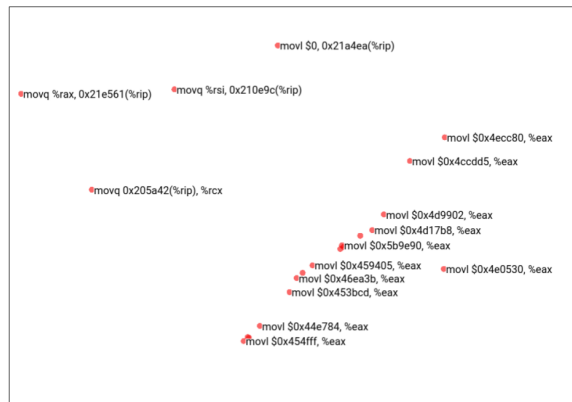 movl $0, 0x21a4ea(%rip)
movq %rsi, 0x210e9c(%rip)
movq %rax, 0x21e561(%rip)
movl $0x4ecc80, %eax
movl $0x4ccdd5, %eax
movq 0x205a42(%rip), %rcx
movl $0x4d9902, %eax
movl $0x4d17b8, %eax
movl $0x5b9e90, %eax
movl $0x459405, %eax
movl $0x4e0530, %eax
movl $0x46ea3b, %eax
movl $0x453bcd, %eax
movl $0x44e784, %eax
movl $0x454fff, %eax